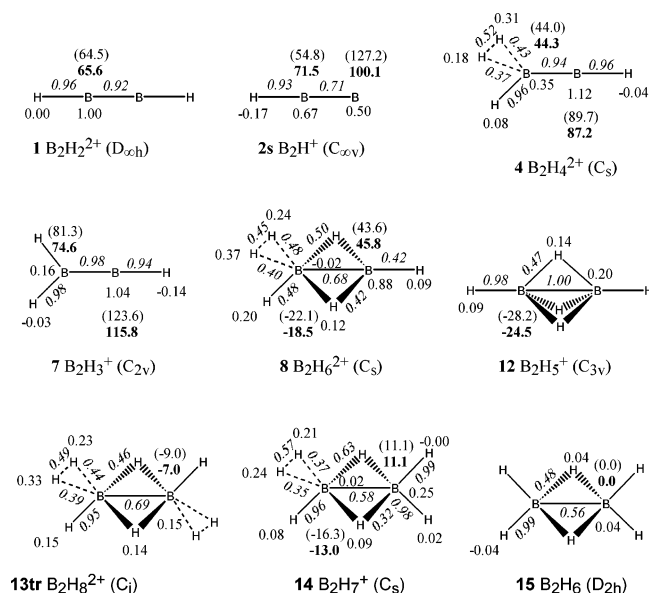 (64.5)
65.6
0.96 0.92
H B B H
0.00 1.00
1 B₂H₂²⁺ (D∞h)
(54.8) (127.2)
71.5 100.1
0.93 0.71
H B B
-0.17 0.67 0.50
2s B₂H⁺ (C∞v)
0.31
0.52 H 0.43
0.18 H
0.37
(44.0)
44.3
0.94 0.96
B B H
0.96 0.35 1.12 -0.04
H
0.08
(89.7)
87.2
4 B₂H₄²⁺ (Cs)
H (81.3)
74.6
0.98 0.94
0.16 B B H
0.98 1.04 -0.14
H
-0.03
(123.6)
115.8
7 B₂H₃⁺ (C2v)
0.24
0.45 H 0.48
0.37 H
0.40
0.50 H (43.6)
45.8
-0.02 0.42
B B H
0.68 0.88 0.09
0.48 0.42
H H
0.20 0.12
(-22.1)
-18.5
8 B₂H₆²⁺ (Cs)
0.14
0.47 H
0.98 1.00 0.20
H B B H
0.09
H
H
(-28.2)
-24.5
12 B₂H₅⁺ (C3v)
0.23
0.49 H 0.44
0.33 H
0.39
0.46 H (-9.0) H
-7.0
B B
0.69
0.95 0.15 H
H H H
0.15 0.14
13tr B₂H₈²⁺ (Ci)
0.21
0.57 H 0.37
0.24 H
0.35
0.63 H (11.1) -0.00
11.1 H
0.99
0.02
B B 0.25
0.58
0.96 0.32 0.98
H H H
0.08 0.09 0.02
(-16.3)
-13.0
14 B₂H₇⁺ (Cs)
0.04
H H (0.0) H
0.48 0.0
B B
0.56
0.99 0.04
H H H
-0.04
15 B₂H₆ (D2h)